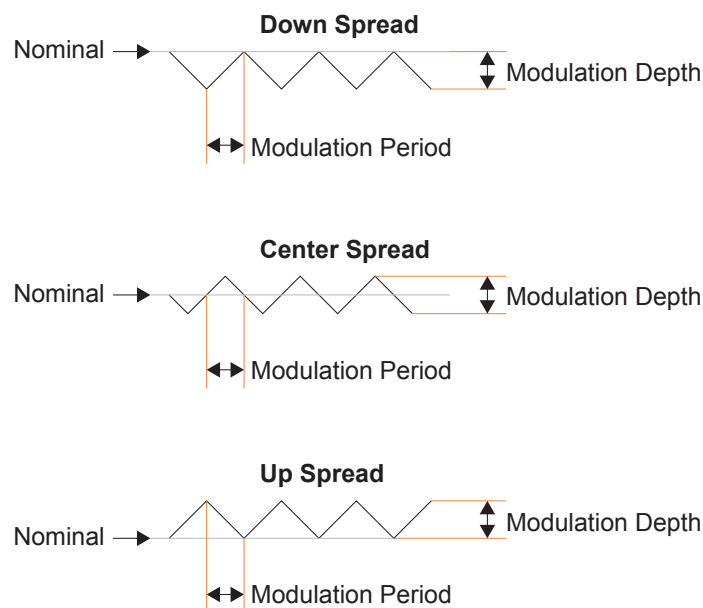 Down Spread
Nominal
Modulation Depth
Modulation Period
Center Spread
Nominal
Modulation Depth
Modulation Period
Up Spread
Nominal
Modulation Depth
Modulation Period